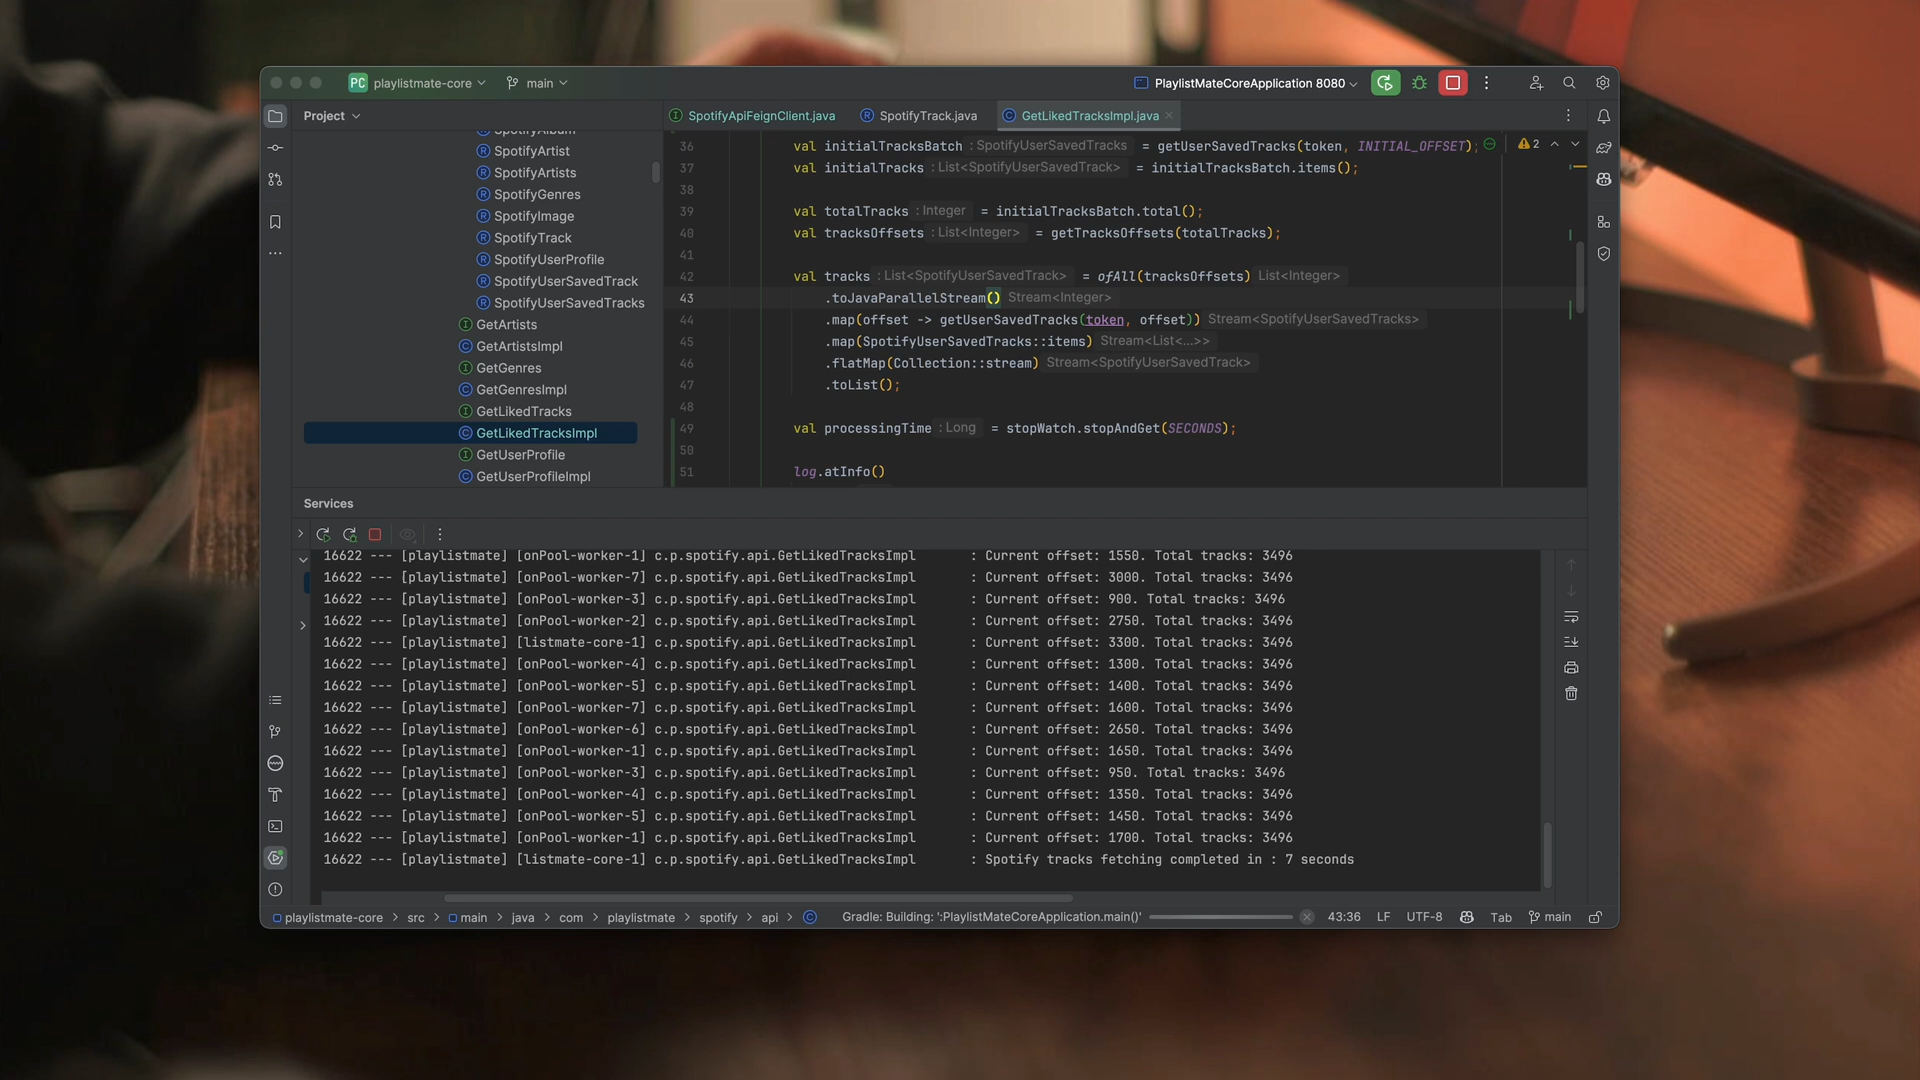 PC playlistmate-core main PlaylistMateCoreApplication 8080
Project
SpotifyApiFeignClient.java SpotifyTrack.java GetLikedTracksImpl.java
SpotifyAlbum
SpotifyArtist
SpotifyArtists
SpotifyGenres
SpotifyImage
SpotifyTrack
SpotifyUserProfile
SpotifyUserSavedTrack
SpotifyUserSavedTracks
GetArtists
GetArtistsImpl
GetGenres
GetGenresImpl
GetLikedTracks
GetLikedTracksImpl
GetUserProfile
GetUserProfileImpl
36 val initialTracksBatch : SpotifyUserSavedTracks = getUserSavedTracks(token, INITIAL_OFFSET); 2
37 val initialTracks : List<SpotifyUserSavedTrack> = initialTracksBatch.items();
38
39 val totalTracks : Integer = initialTracksBatch.total();
40 val tracksOffsets : List<Integer> = getTracksOffsets(totalTracks);
41
42 val tracks : List<SpotifyUserSavedTrack> = ofAll(tracksOffsets) List<Integer>
43 .toJavaParallelStream() Stream<Integer>
44 .map(offset -> getUserSavedTracks(token, offset)) Stream<SpotifyUserSavedTracks>
45 .map(SpotifyUserSavedTracks::items) Stream<List<...>>
46 .flatMap(Collection::stream) Stream<SpotifyUserSavedTrack>
47 .toList();
48
49 val processingTime : Long = stopWatch.stopAndGet(SECONDS);
50
51 log.atInfo()
Services
16622 --- [playlistmate] [onPool-worker-1] c.p.spotify.api.GetLikedTracksImpl : Current offset: 1550. Total tracks: 3496
16622 --- [playlistmate] [onPool-worker-7] c.p.spotify.api.GetLikedTracksImpl : Current offset: 3000. Total tracks: 3496
16622 --- [playlistmate] [onPool-worker-3] c.p.spotify.api.GetLikedTracksImpl : Current offset: 900. Total tracks: 3496
16622 --- [playlistmate] [onPool-worker-2] c.p.spotify.api.GetLikedTracksImpl : Current offset: 2750. Total tracks: 3496
16622 --- [playlistmate] [listmate-core-1] c.p.spotify.api.GetLikedTracksImpl : Current offset: 3300. Total tracks: 3496
16622 --- [playlistmate] [onPool-worker-4] c.p.spotify.api.GetLikedTracksImpl : Current offset: 1300. Total tracks: 3496
16622 --- [playlistmate] [onPool-worker-5] c.p.spotify.api.GetLikedTracksImpl : Current offset: 1400. Total tracks: 3496
16622 --- [playlistmate] [onPool-worker-7] c.p.spotify.api.GetLikedTracksImpl : Current offset: 1600. Total tracks: 3496
16622 --- [playlistmate] [onPool-worker-6] c.p.spotify.api.GetLikedTracksImpl : Current offset: 2650. Total tracks: 3496
16622 --- [playlistmate] [onPool-worker-1] c.p.spotify.api.GetLikedTracksImpl : Current offset: 1650. Total tracks: 3496
16622 --- [playlistmate] [onPool-worker-3] c.p.spotify.api.GetLikedTracksImpl : Current offset: 950. Total tracks: 3496
16622 --- [playlistmate] [onPool-worker-4] c.p.spotify.api.GetLikedTracksImpl : Current offset: 1350. Total tracks: 3496
16622 --- [playlistmate] [onPool-worker-5] c.p.spotify.api.GetLikedTracksImpl : Current offset: 1450. Total tracks: 3496
16622 --- [playlistmate] [onPool-worker-1] c.p.spotify.api.GetLikedTracksImpl : Current offset: 1700. Total tracks: 3496
16622 --- [playlistmate] [listmate-core-1] c.p.spotify.api.GetLikedTracksImpl : Spotify tracks fetching completed in : 7 seconds
playlistmate-core > src > main > java > com > playlistmate > spotify > api > Gradle: Building: ':PlaylistMateCoreApplication.main()' 43:36 LF UTF-8 Tab main